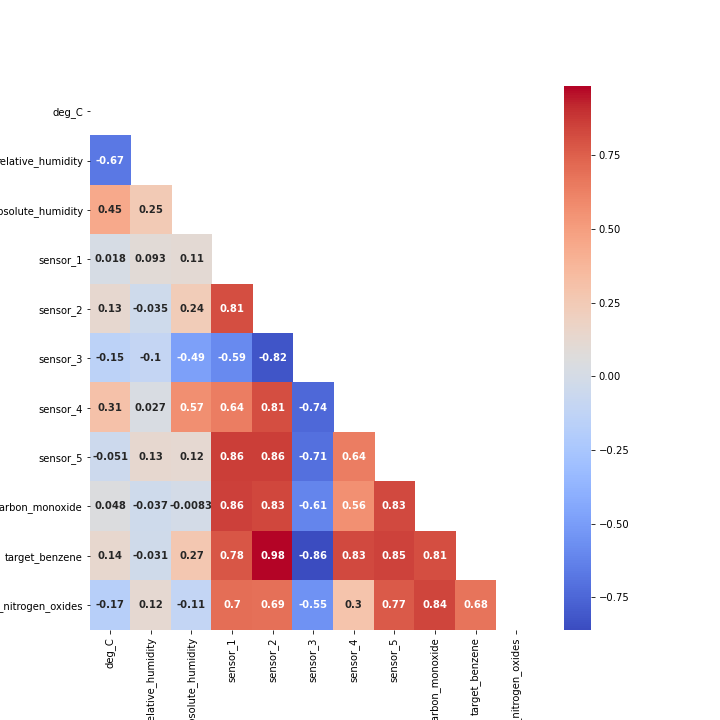 deg_C
relative_humidity -0.67
bsolute_humidity 0.45 0.25
sensor_1 0.018 0.093 0.11
sensor_2 0.13 -0.035 0.24 0.81
sensor_3 -0.15 -0.1 -0.49 -0.59 -0.82
sensor_4 0.31 0.027 0.57 0.64 0.81 -0.74
sensor_5 -0.051 0.13 0.12 0.86 0.86 -0.71 0.64
arbon_monoxide 0.048 -0.037 -0.0083 0.86 0.83 -0.61 0.56 0.83
target_benzene 0.14 -0.031 0.27 0.78 0.98 -0.86 0.83 0.85 0.81
_nitrogen_oxides -0.17 0.12 -0.11 0.7 0.69 -0.55 0.3 0.77 0.84 0.68
deg_C
elative_humidity
bsolute_humidity
sensor_1
sensor_2
sensor_3
sensor_4
sensor_5
arbon_monoxide
target_benzene
_nitrogen_oxides
0.75
0.50
0.25
0.00
-0.25
-0.50
-0.75